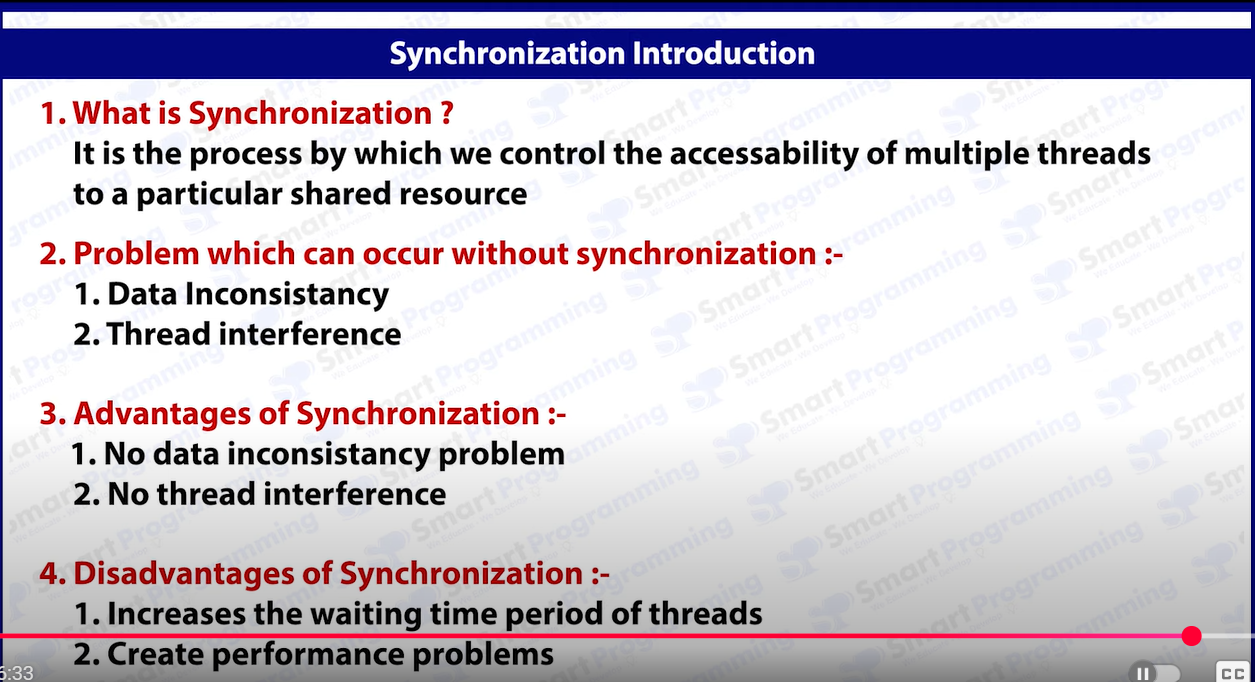 Synchronization Introduction
1. What is Synchronization ?
It is the process by which we control the accessability of multiple threads
to a particular shared resource
2. Problem which can occur without synchronization :-
1. Data Inconsistancy
2. Thread interference
3. Advantages of Synchronization :-
1. No data inconsistancy problem
2. No thread interference
4. Disadvantages of Synchronization :-
1. Increases the waiting time period of threads
2. Create performance problems
6:33
CC
Smart Programming